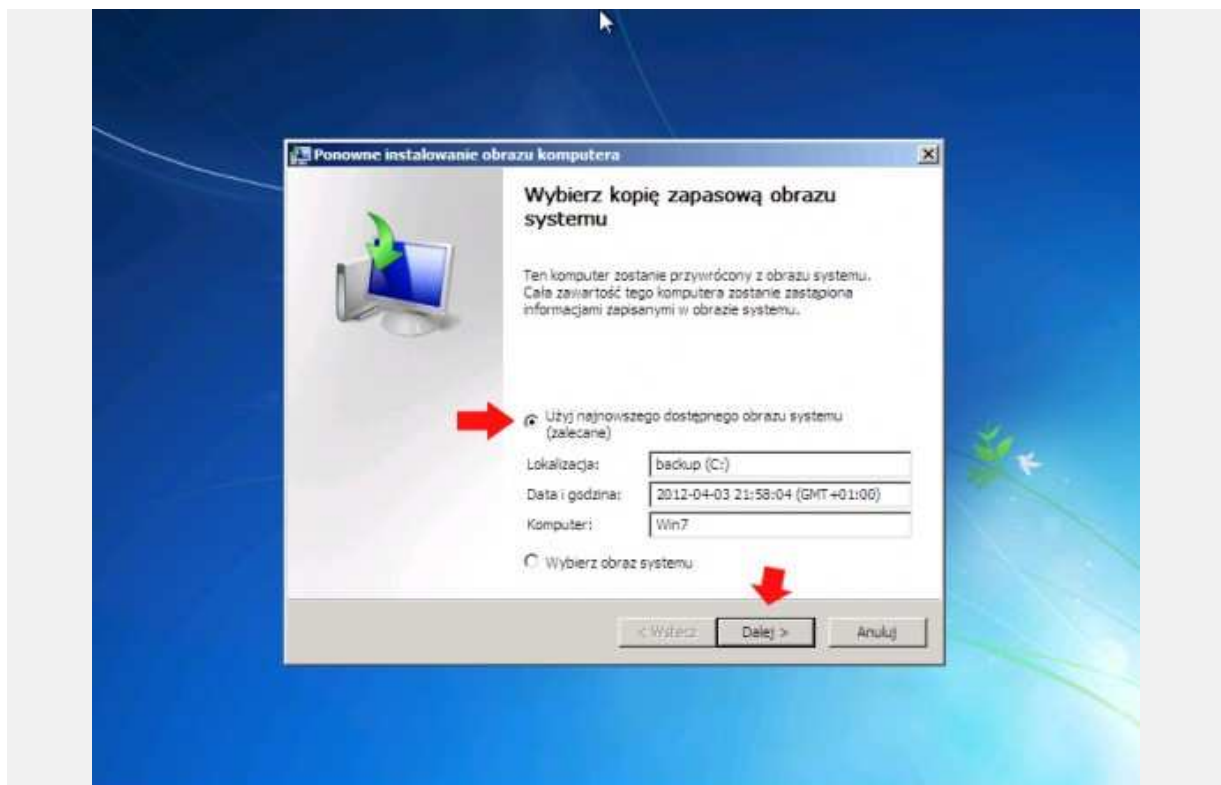 Ponowne instalowanie obrazu komputera
Wybierz kopię zapasową obrazu
systemu
Ten komputer zostanie przywrócony z obrazu systemu.
Cała zawartość tego komputera zostanie zastąpiona
informacjami zapisanymi w obrazie systemu.
Użyj najnowszego dostępnego obrazu systemu
(zalecane)
Lokalizacja: backup (C:)
Data i godzina: 2012-04-03 21:58:04 (GMT+01:00)
Komputer: Win7
Wybierz obraz systemu
< Wstecz Dalej > Anuluj